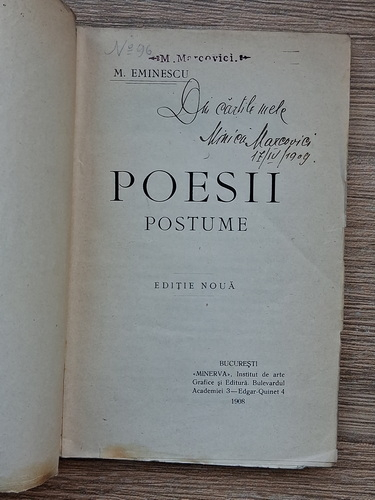 No 96
M. Marcovici.
M. EMINESCU
Din cărțile mele
Minica Marcovici
17/IV/1909.
POESII
POSTUME
EDIȚIE NOUĂ
BUCUREȘTI
«MINERVA», Institut de arte
Grafice și Editură. Bulevardul
Academiei 3—Edgar-Quinet 4
1908